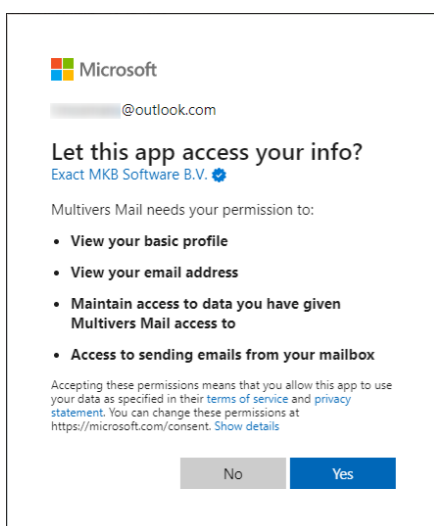 Microsoft
@outlook.com
Let this app access your info?
Exact MKB Software B.V.
Multivers Mail needs your permission to:
• View your basic profile
• View your email address
• Maintain access to data you have given
Multivers Mail access to
• Access to sending emails from your mailbox
Accepting these permissions means that you allow this app to use
your data as specified in their terms of service and privacy
statement. You can change these permissions at
https://microsoft.com/consent. Show details
No
Yes